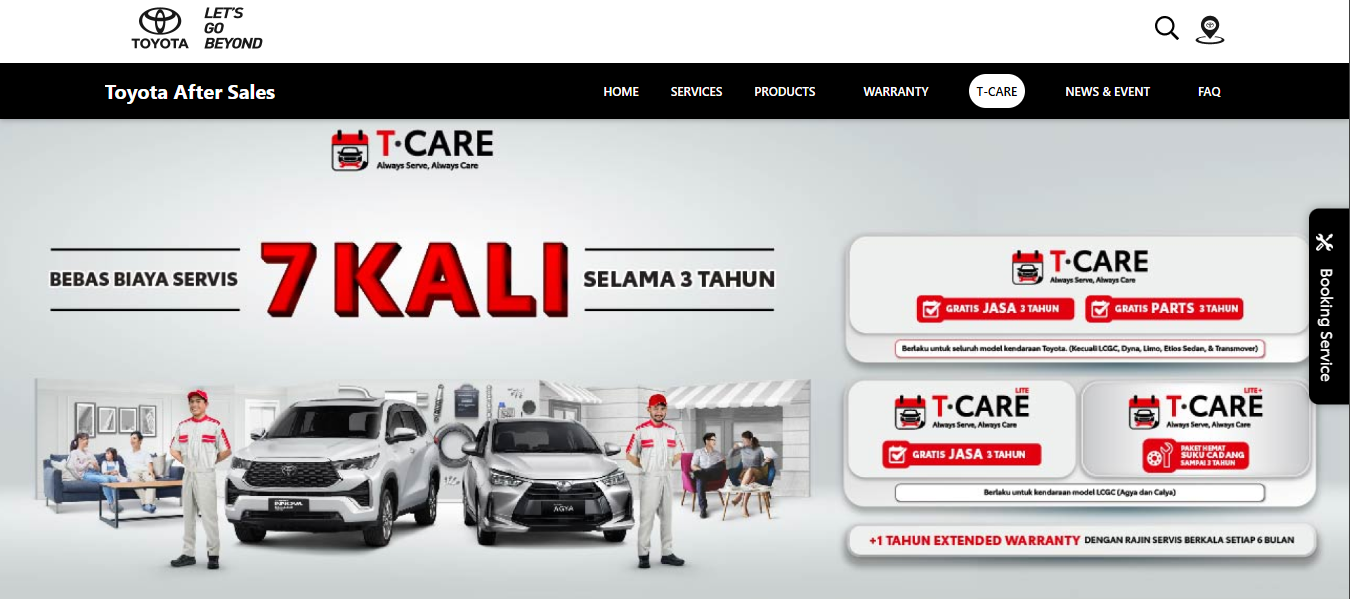 TOYOTA
LET'S
GO
BEYOND
Toyota After Sales
HOME
SERVICES
PRODUCTS
WARRANTY
T-CARE
NEWS & EVENT
FAQ
T·CARE
Always Serve, Always Care
BEBAS BIAYA SERVIS
7 KALI
SELAMA 3 TAHUN
AGYA
T·CARE
Always Serve, Always Care
GRATIS JASA 3 TAHUN
GRATIS PARTS 3 TAHUN
Berlaku untuk seluruh model kendaraan Toyota. (Kecuali LCGC, Dyna, Limo, Etios Sedan, & Transmover)
LITE
T·CARE
Always Serve, Always Care
GRATIS JASA 3 TAHUN
LITE+
T·CARE
Always Serve, Always Care
PAKET HEMAT
SUKU CADANG
SAMPAI 3 TAHUN
Berlaku untuk kendaraan model LCGC (Agya dan Calya)
+1 TAHUN EXTENDED WARRANTY DENGAN RAJIN SERVIS BERKALA SETIAP 6 BULAN
Booking Service